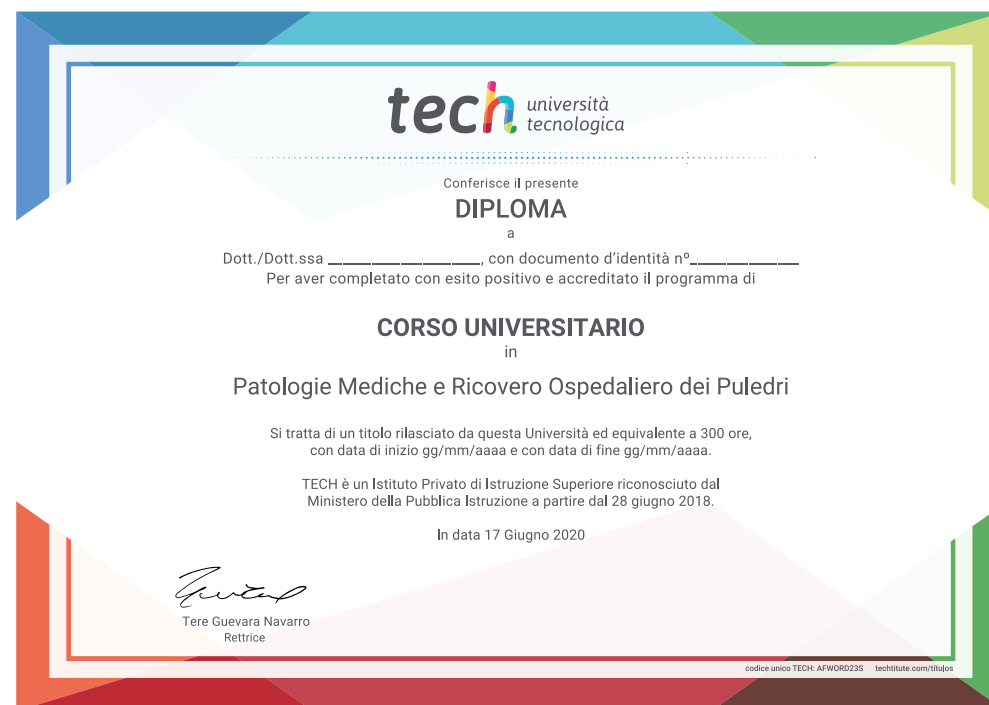 tech università
tecnologica
Conferisce il presente
DIPLOMA
a
Dott./Dott.ssa _____________________, con documento d'identità nº_______________
Per aver completato con esito positivo e accreditato il programma di
CORSO UNIVERSITARIO
in
Patologie Mediche e Ricovero Ospedaliero dei Puledri
Si tratta di un titolo rilasciato da questa Università ed equivalente a 300 ore,
con data di inizio gg/mm/aaaa e con data di fine gg/mm/aaaa.
TECH è un Istituto Privato di Istruzione Superiore riconosciuto dal
Ministero della Pubblica Istruzione a partire dal 28 giugno 2018.
In data 17 Giugno 2020
Tere Guevara Navarro
Rettrice
codice unico TECH: AFWORD23S techtitute.com/titulos